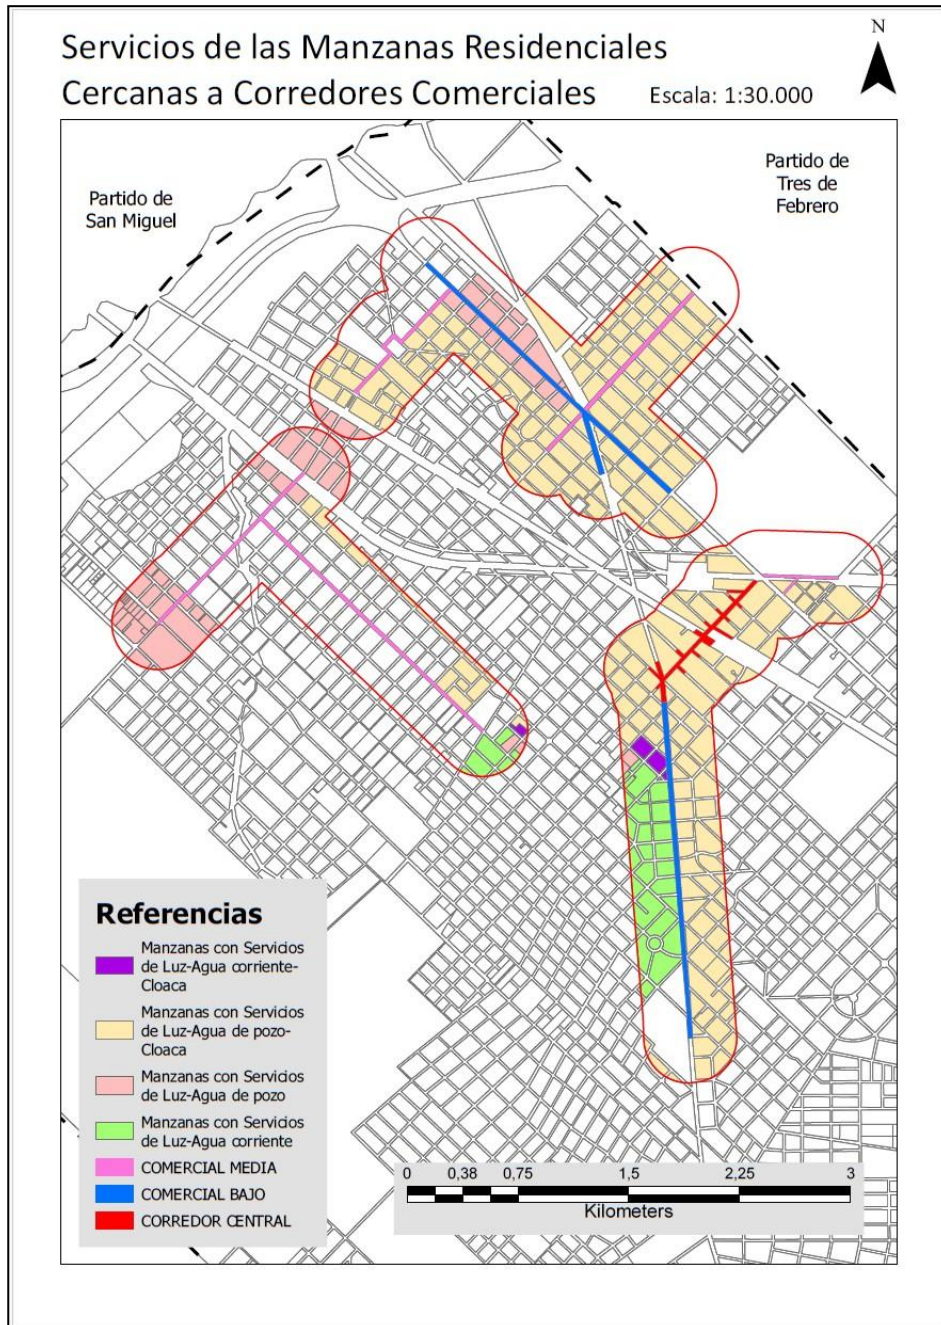 Servicios de las Manzanas Residenciales
Cercanas a Corredores Comerciales
Escala: 1:30.000
N
Partido de
San Miguel
Partido de
Tres de
Febrero
Referencias
Manzanas con Servicios
de Luz-Agua corriente-
Cloaca
Manzanas con Servicios
de Luz-Agua de pozo-
Cloaca
Manzanas con Servicios
de Luz-Agua de pozo
Manzanas con Servicios
de Luz-Agua corriente
COMERCIAL MEDIA
COMERCIAL BAJO
CORREDOR CENTRAL
0 0,38 0,75 1,5 2,25 3
Kilometers